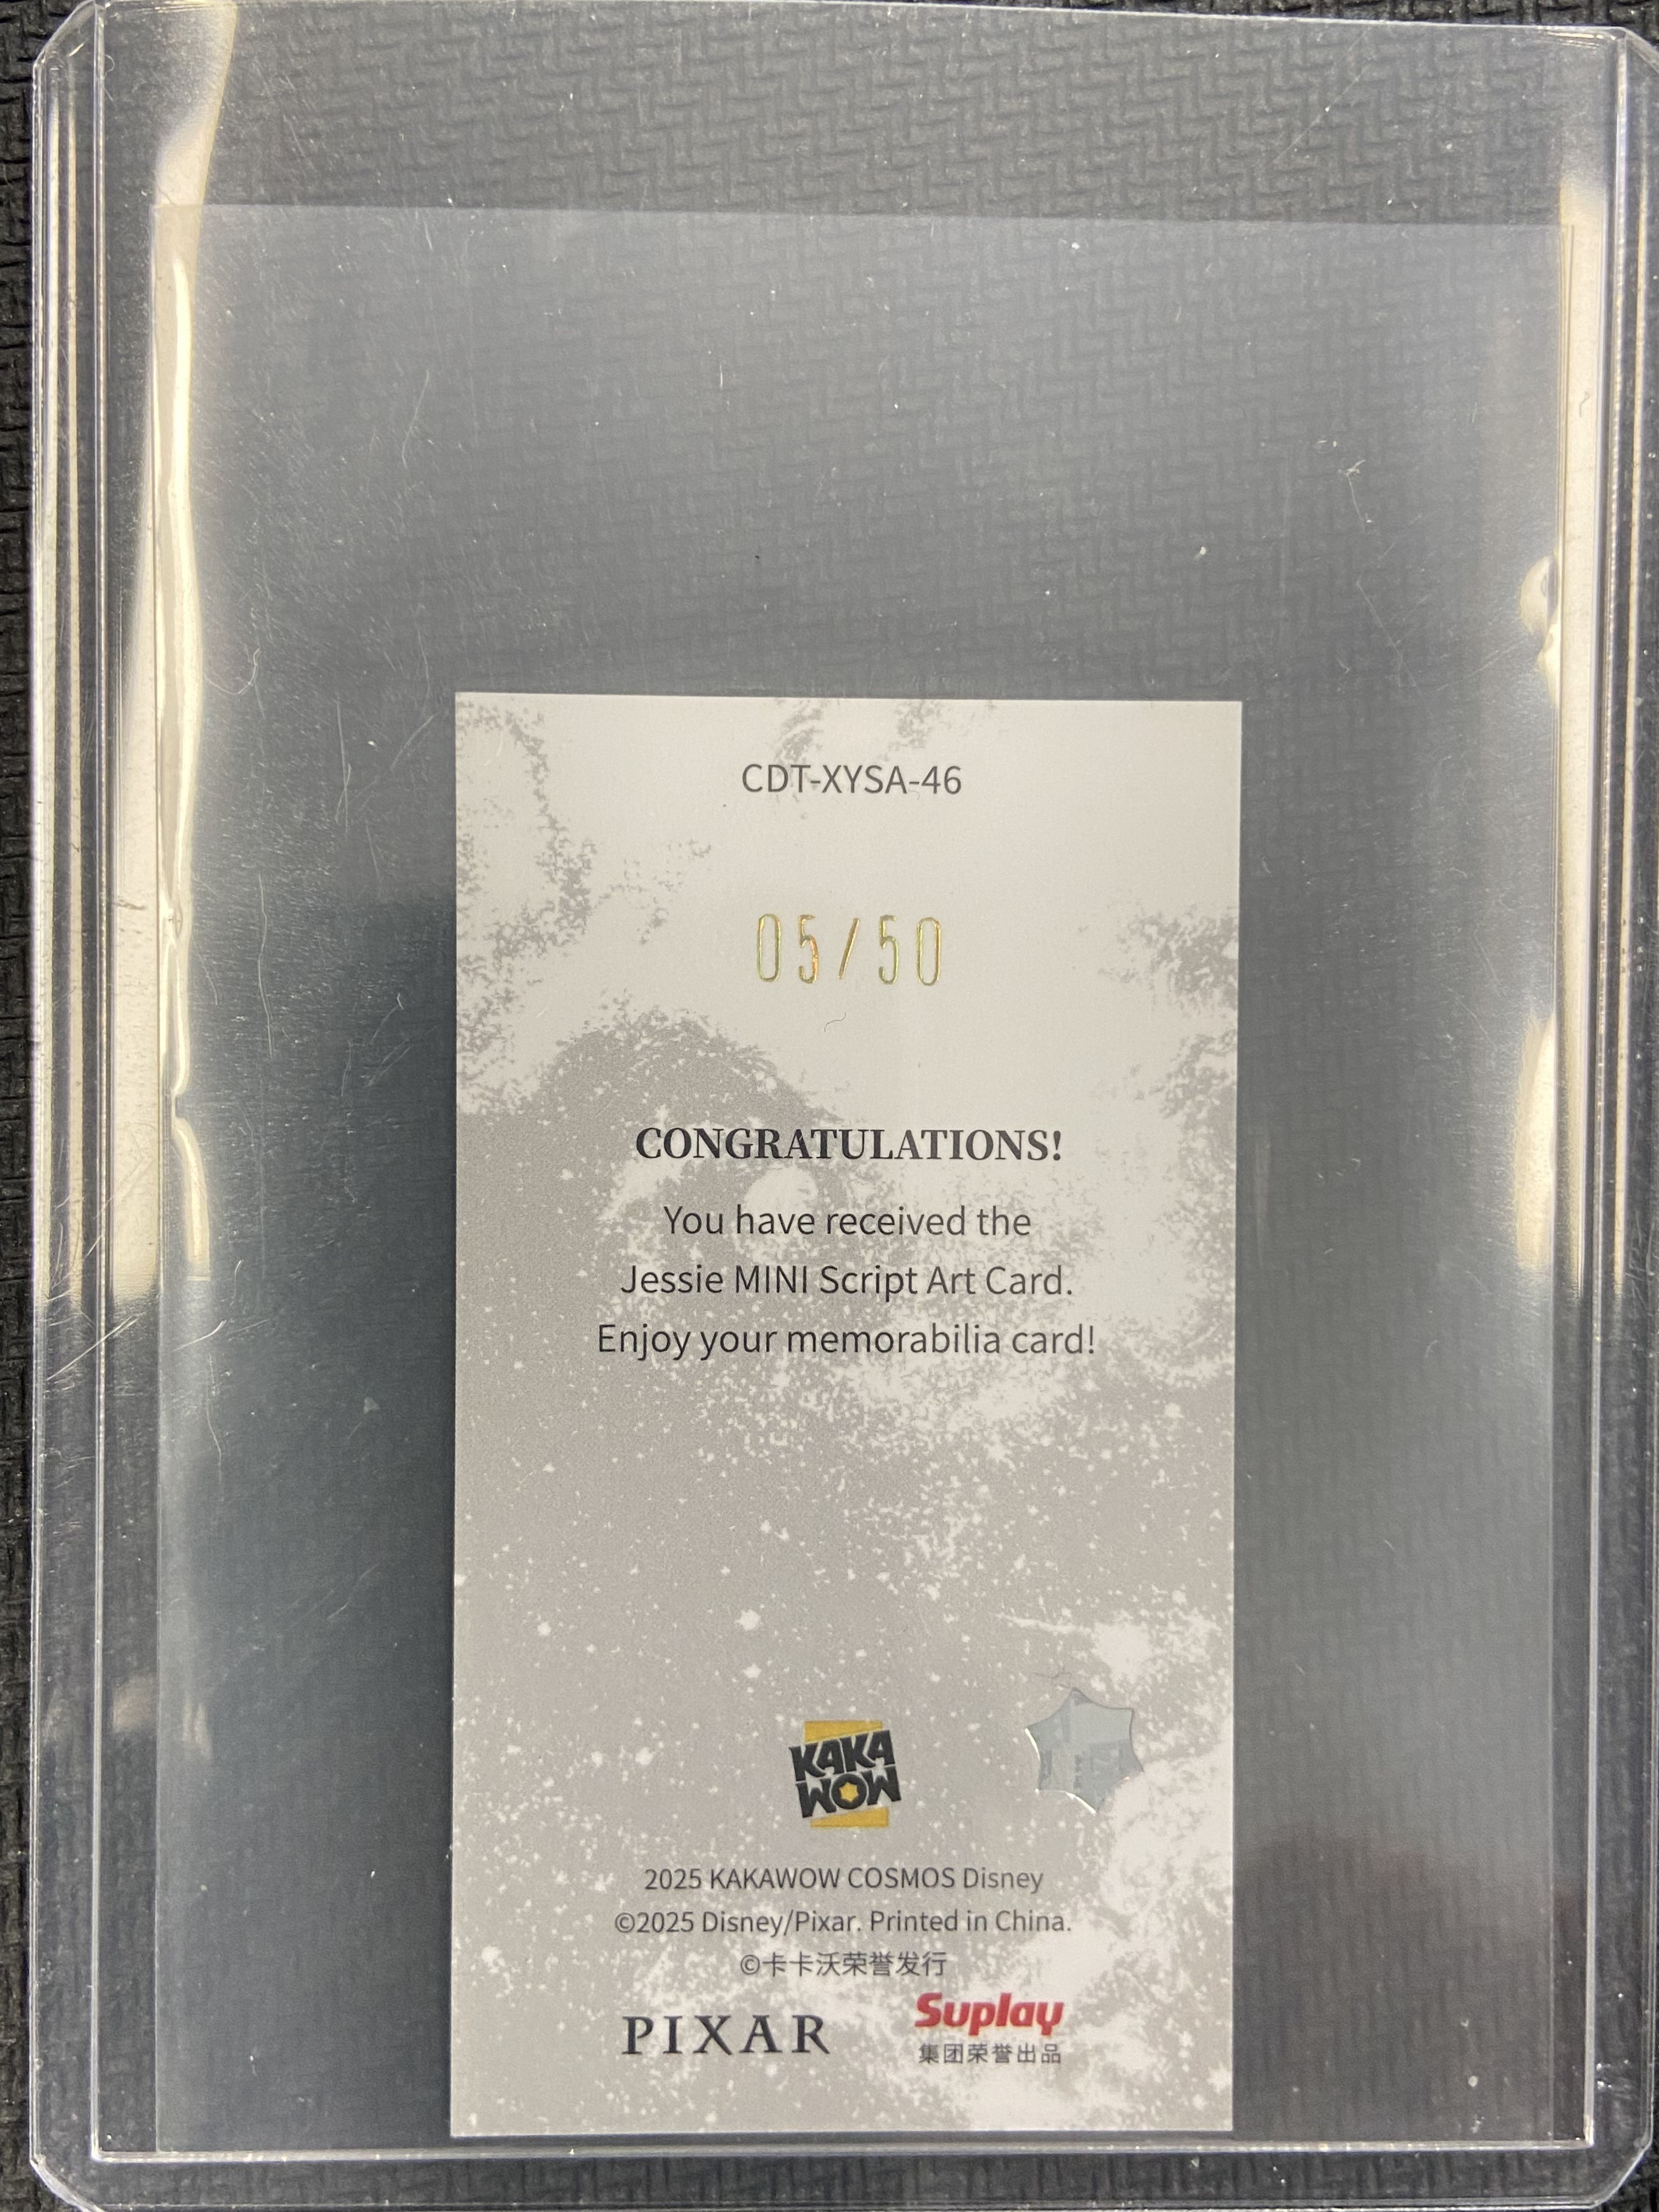 CDT-XYSA-46
05/50
CONGRATULATIONS!
You have received the
Jessie MINI Script Art Card.
Enjoy your memorabilia card!
KAKA
WOW
2025 KAKAWOW COSMOS Disney
©2025 Disney/Pixar. Printed in China.
©卡卡沃荣誉发行
PIXAR
Suplay
集团荣誉出品